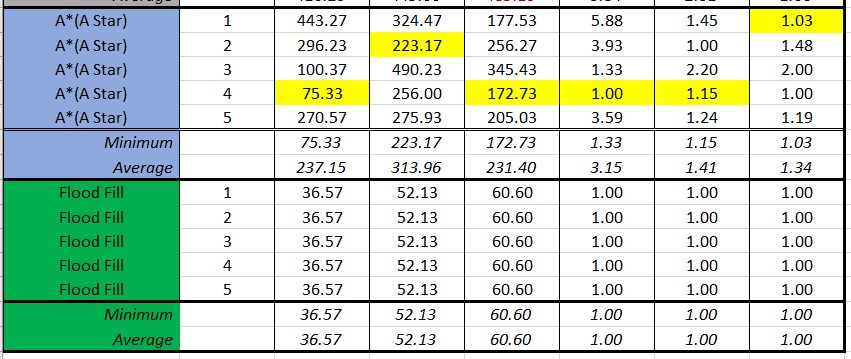 A*(A Star) 1 443.27 324.47 177.53 5.88 1.45 1.03
A*(A Star) 2 296.23 223.17 256.27 3.93 1.00 1.48
A*(A Star) 3 100.37 490.23 345.43 1.33 2.20 2.00
A*(A Star) 4 75.33 256.00 172.73 1.00 1.15 1.00
A*(A Star) 5 270.57 275.93 205.03 3.59 1.24 1.19
Minimum 75.33 223.17 172.73 1.33 1.15 1.03
Average 237.15 313.96 231.40 3.15 1.41 1.34
Flood Fill 1 36.57 52.13 60.60 1.00 1.00 1.00
Flood Fill 2 36.57 52.13 60.60 1.00 1.00 1.00
Flood Fill 3 36.57 52.13 60.60 1.00 1.00 1.00
Flood Fill 4 36.57 52.13 60.60 1.00 1.00 1.00
Flood Fill 5 36.57 52.13 60.60 1.00 1.00 1.00
Minimum 36.57 52.13 60.60 1.00 1.00 1.00
Average 36.57 52.13 60.60 1.00 1.00 1.00